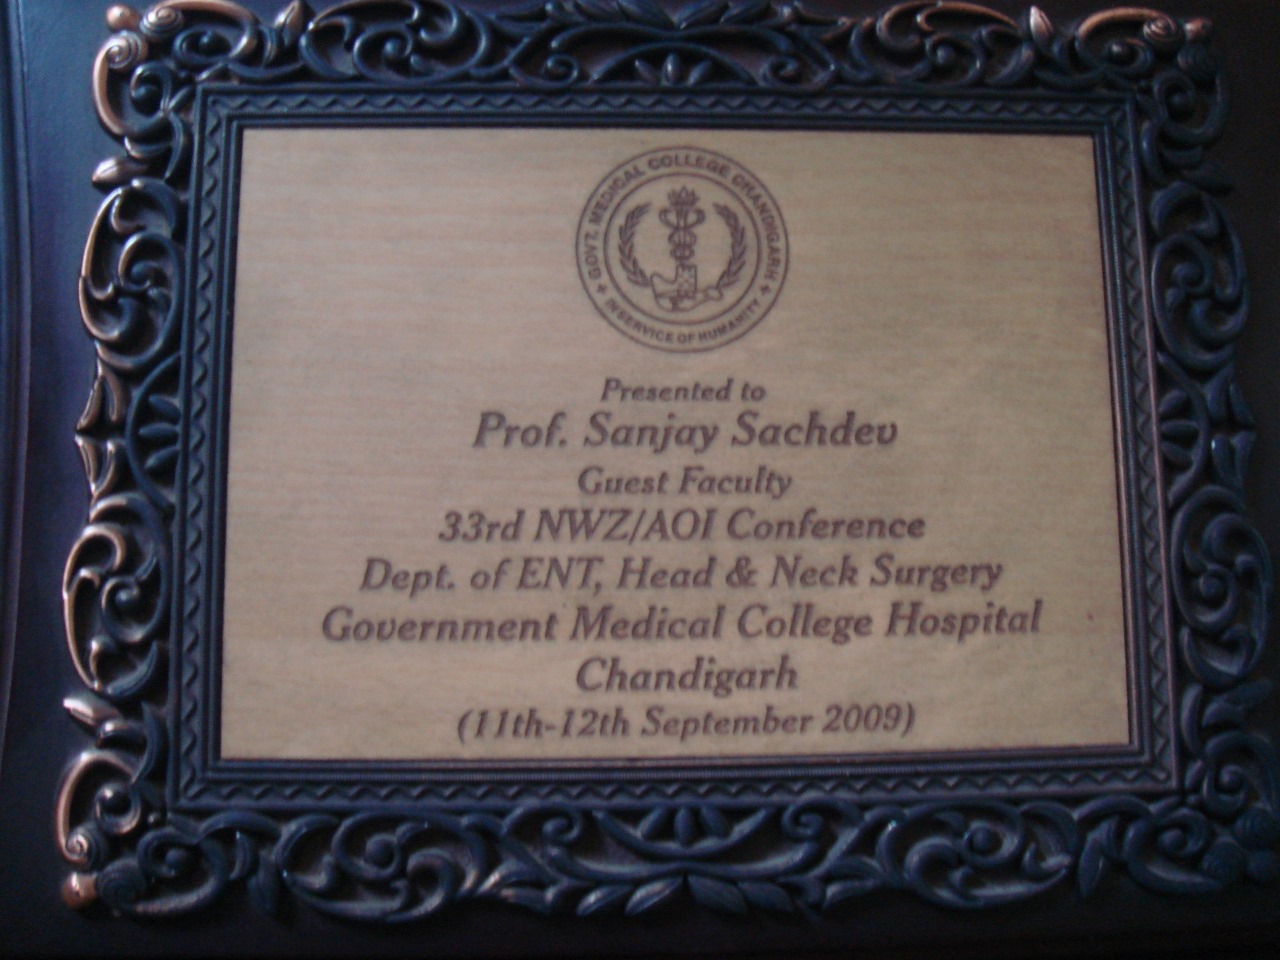 GOVT. MEDICAL COLLEGE CHANDIGARH
IN SERVICE OF HUMANITY
Presented to
Prof. Sanjay Sachdev
Guest Faculty
33rd NWZ/AOI Conference
Dept. of ENT, Head & Neck Surgery
Government Medical College Hospital
Chandigarh
(11th-12th September 2009)